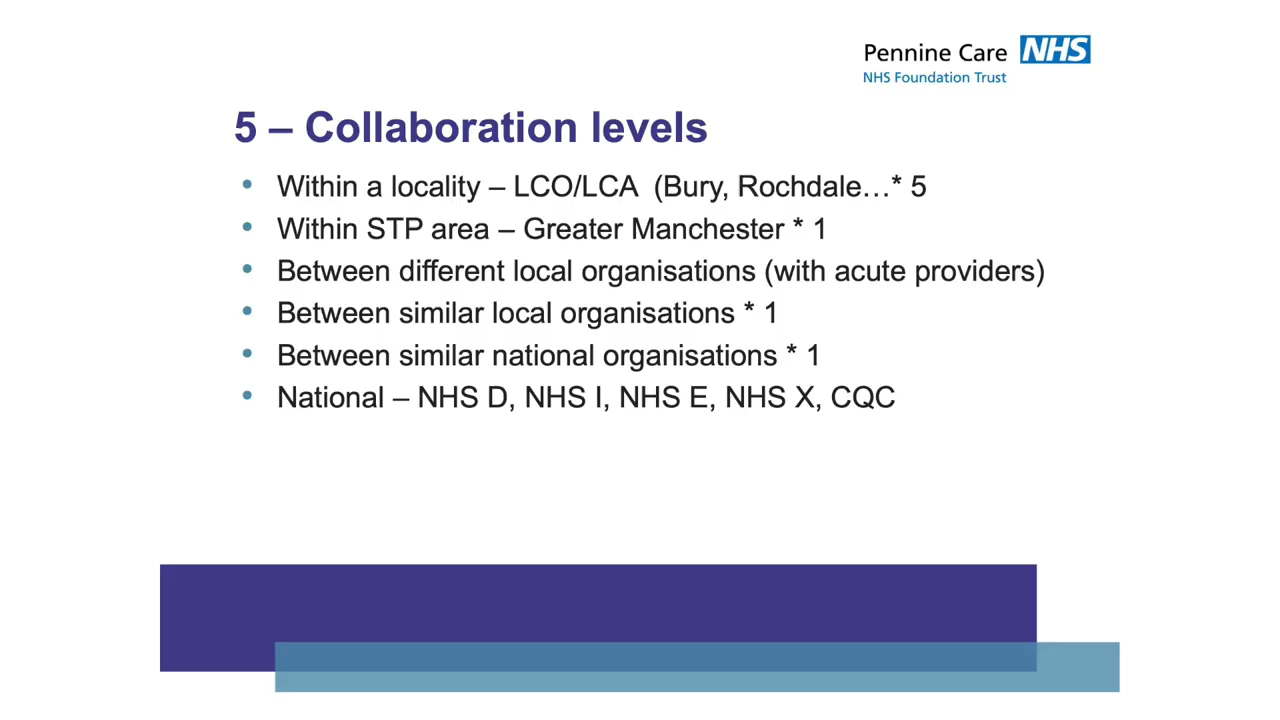 Pennine Care NHS
NHS Foundation Trust
5 – Collaboration levels
• Within a locality – LCO/LCA  (Bury, Rochdale…* 5
• Within STP area – Greater Manchester * 1
• Between different local organisations (with acute providers)
• Between similar local organisations * 1
• Between similar national organisations * 1
• National – NHS D, NHS I, NHS E, NHS X, CQC